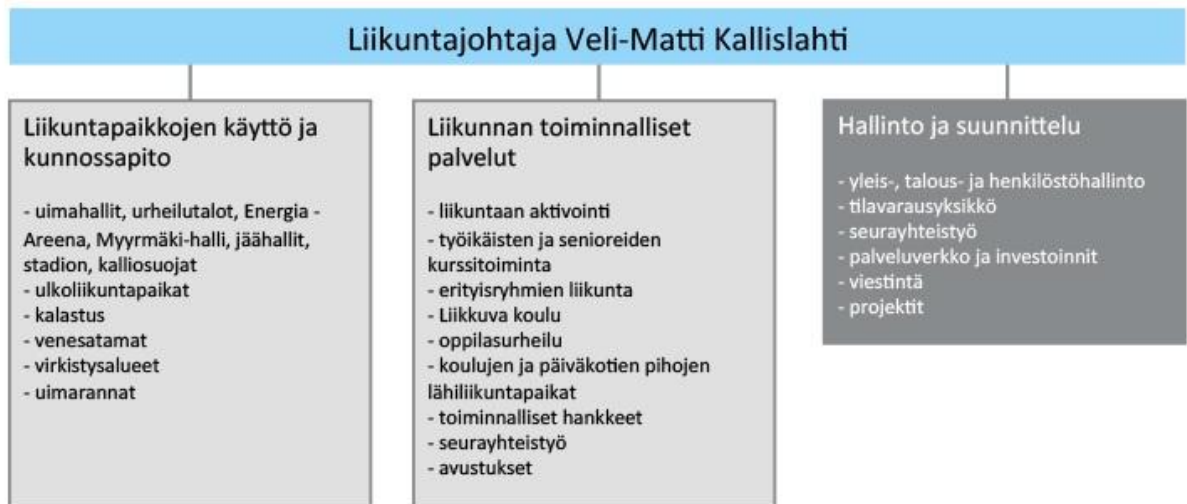 Liikuntajohtaja Veli-Matti Kallislahti
Liikuntapaikkojen käyttö ja
kunnossapito
- uimahallit, urheilutalot, Energia -
Areena, Myyrmäki-halli, jäähallit,
stadion, kalliosuojat
- ulkoliikuntapaikat
- kalastus
- venesatamat
- virkistysalueet
- uimarannat
Liikunnan toiminnalliset
palvelut
- liikuntaan aktivointi
- työikäisten ja senioreiden
kurssitoiminta
- erityisryhmien liikunta
- Liikkuva koulu
- oppilasurheilu
- koulujen ja päiväkotien pihojen
lähiliikuntapaikat
- toiminnalliset hankkeet
- seurayhteistyö
- avustukset
Hallinto ja suunnittelu
- yleis-, talous- ja henkilöstöhallinto
- tilavarausyksikkö
- seurayhteistyö
- palveluverkko ja investoinnit
- viestintä
- projektit